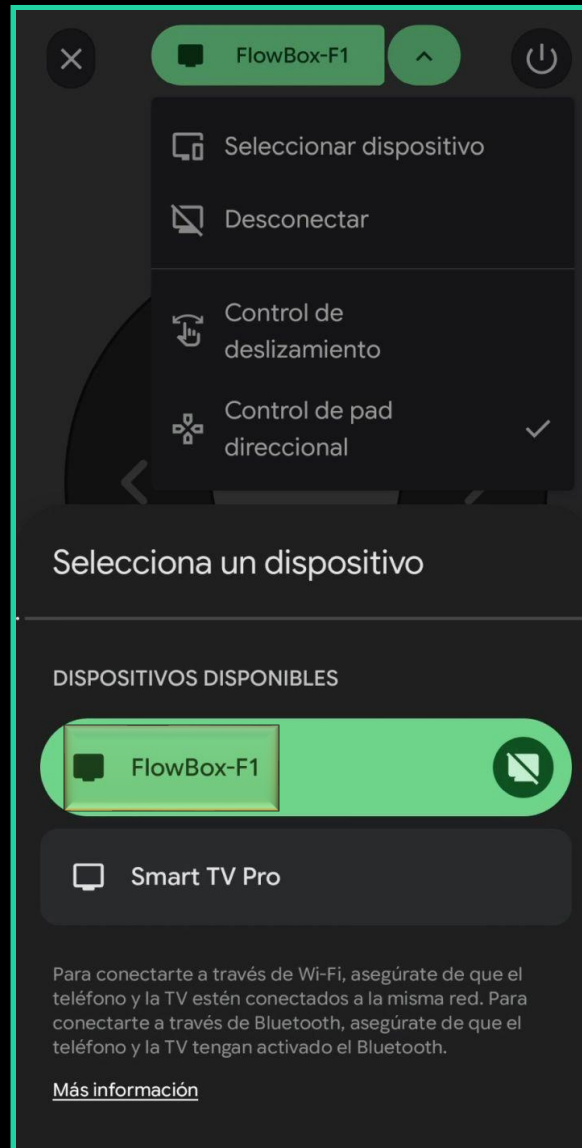 FlowBox-F1
Seleccionar dispositivo
Desconectar
Control de
deslizamiento
Control de pad
direccional
Selecciona un dispositivo
DISPOSITIVOS DISPONIBLES
FlowBox-F1
Smart TV Pro
Para conectarte a través de Wi-Fi, asegúrate de que el
teléfono y la TV estén conectados a la misma red. Para
conectarte a través de Bluetooth, asegúrate de que el
teléfono y la TV tengan activado el Bluetooth.
Más información